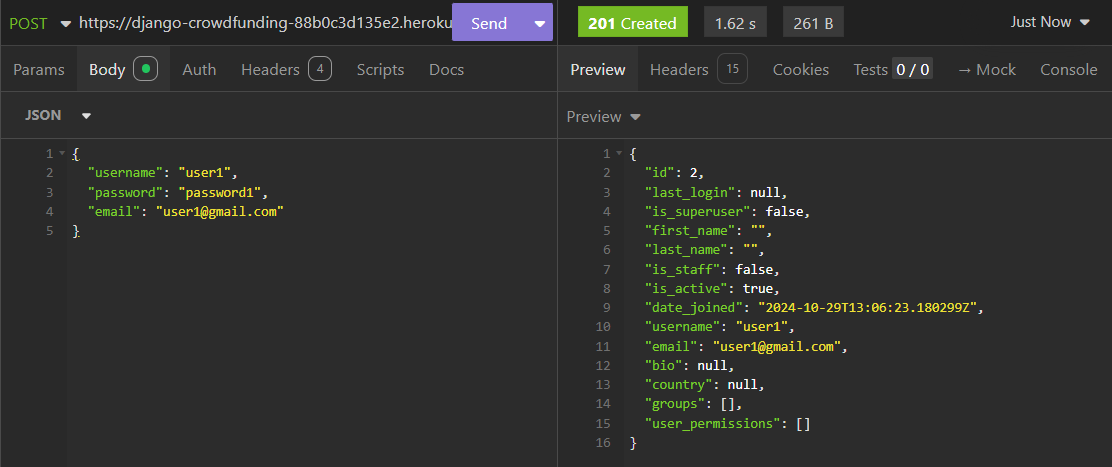 POST https://django-crowdfunding-88b0c3d135e2.heroku Send
201 Created 1.62 s 261 B Just Now
Params Body Auth Headers 4 Scripts Docs
Preview Headers 15 Cookies Tests 0 / 0 → Mock Console
JSON
Preview
1 {
2 "username": "user1",
3 "password": "password1",
4 "email": "user1@gmail.com"
5 }
1 {
2 "id": 2,
3 "last_login": null,
4 "is_superuser": false,
5 "first_name": "",
6 "last_name": "",
7 "is_staff": false,
8 "is_active": true,
9 "date_joined": "2024-10-29T13:06:23.180299Z",
10 "username": "user1",
11 "email": "user1@gmail.com",
12 "bio": null,
13 "country": null,
14 "groups": [],
15 "user_permissions": []
16 }